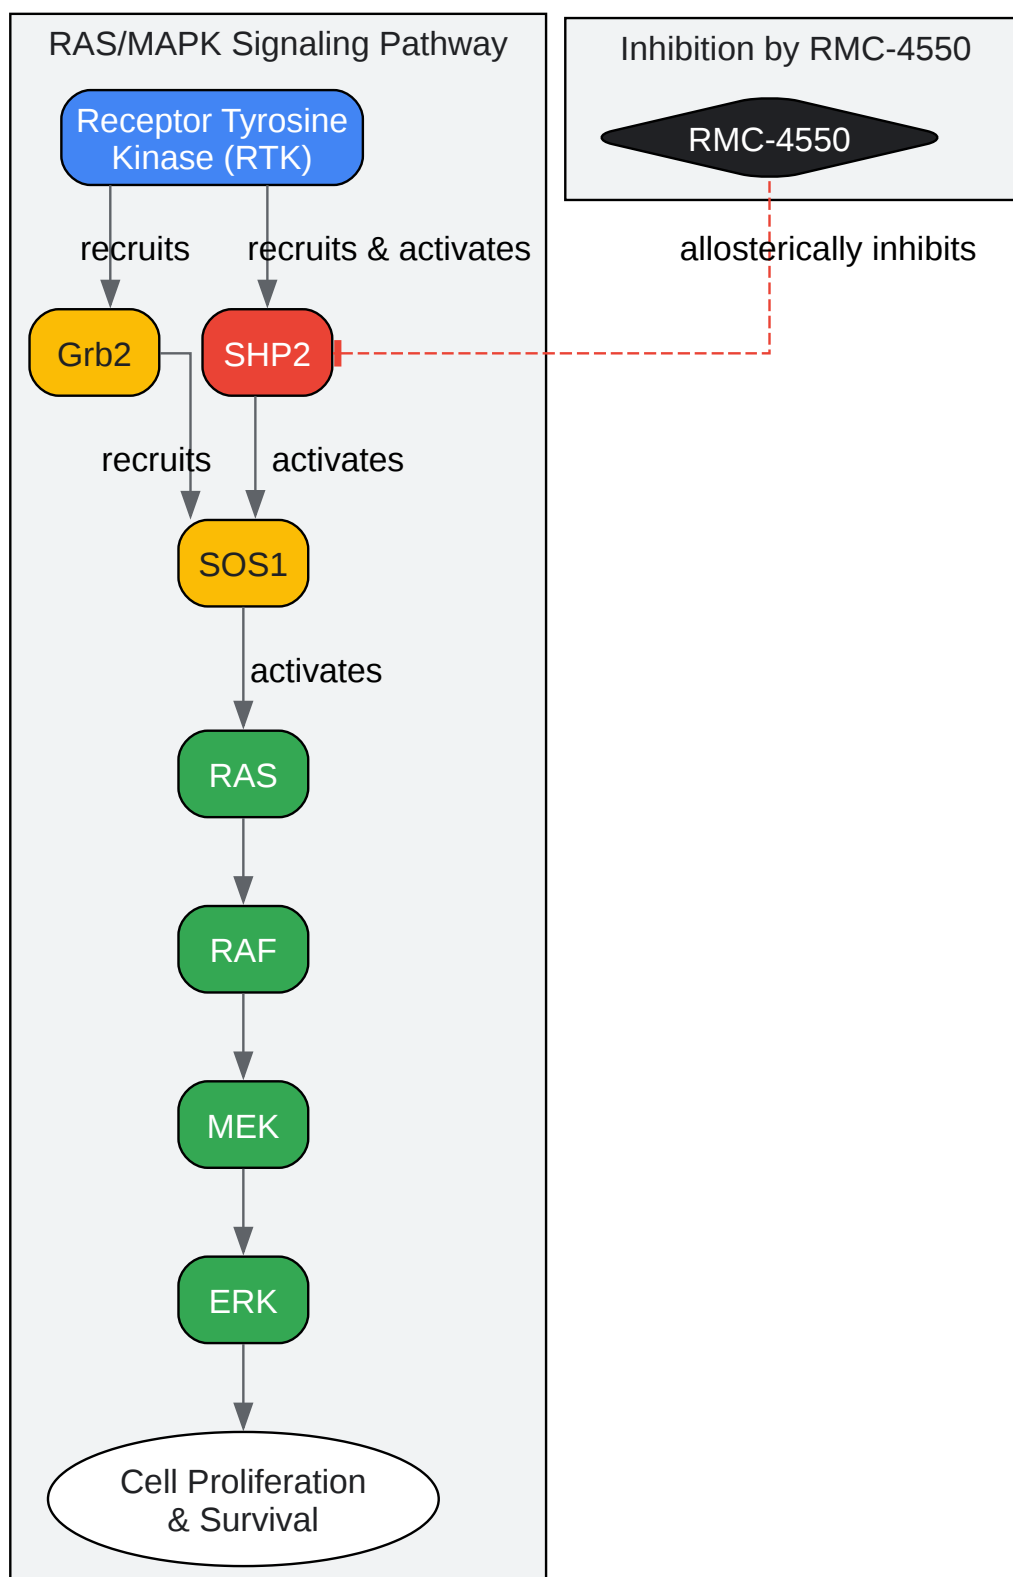 RAS/MAPK Signaling Pathway
Inhibition by RMC-4550
Receptor Tyrosine
Kinase (RTK)
RMC-4550
recruits
recruits & activates
allosterically inhibits
Grb2
SHP2
recruits
activates
SOS1
activates
RAS
RAF
MEK
ERK
Cell Proliferation
& Survival